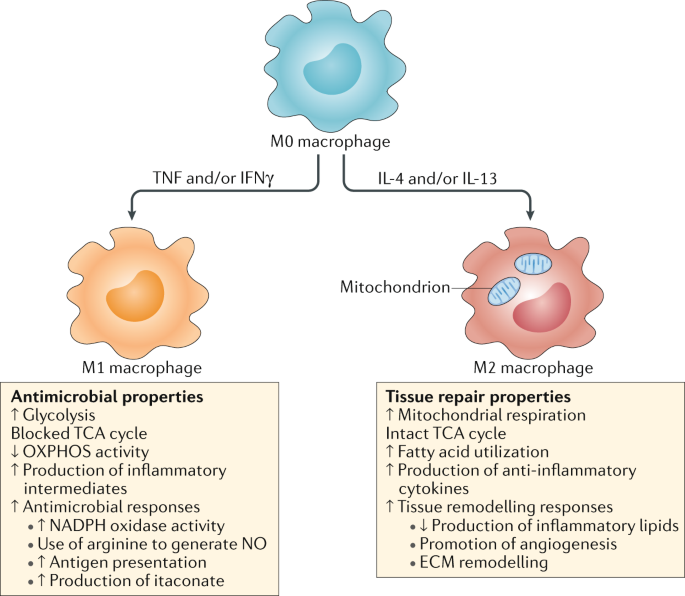 M0 macrophage
TNF and/or IFNγ
IL-4 and/or IL-13
Mitochondrion
M1 macrophage
M2 macrophage
Antimicrobial properties
↑ Glycolysis
Blocked TCA cycle
↓ OXPHOS activity
↑ Production of inflammatory
intermediates
↑ Antimicrobial responses
• ↑ NADPH oxidase activity
• Use of arginine to generate NO
• ↑ Antigen presentation
• ↑ Production of itaconate
Tissue repair properties
↑ Mitochondrial respiration
Intact TCA cycle
↑ Fatty acid utilization
↑ Production of anti-inflammatory
cytokines
↑ Tissue remodelling responses
• ↓ Production of inflammatory lipids
• Promotion of angiogenesis
• ECM remodelling